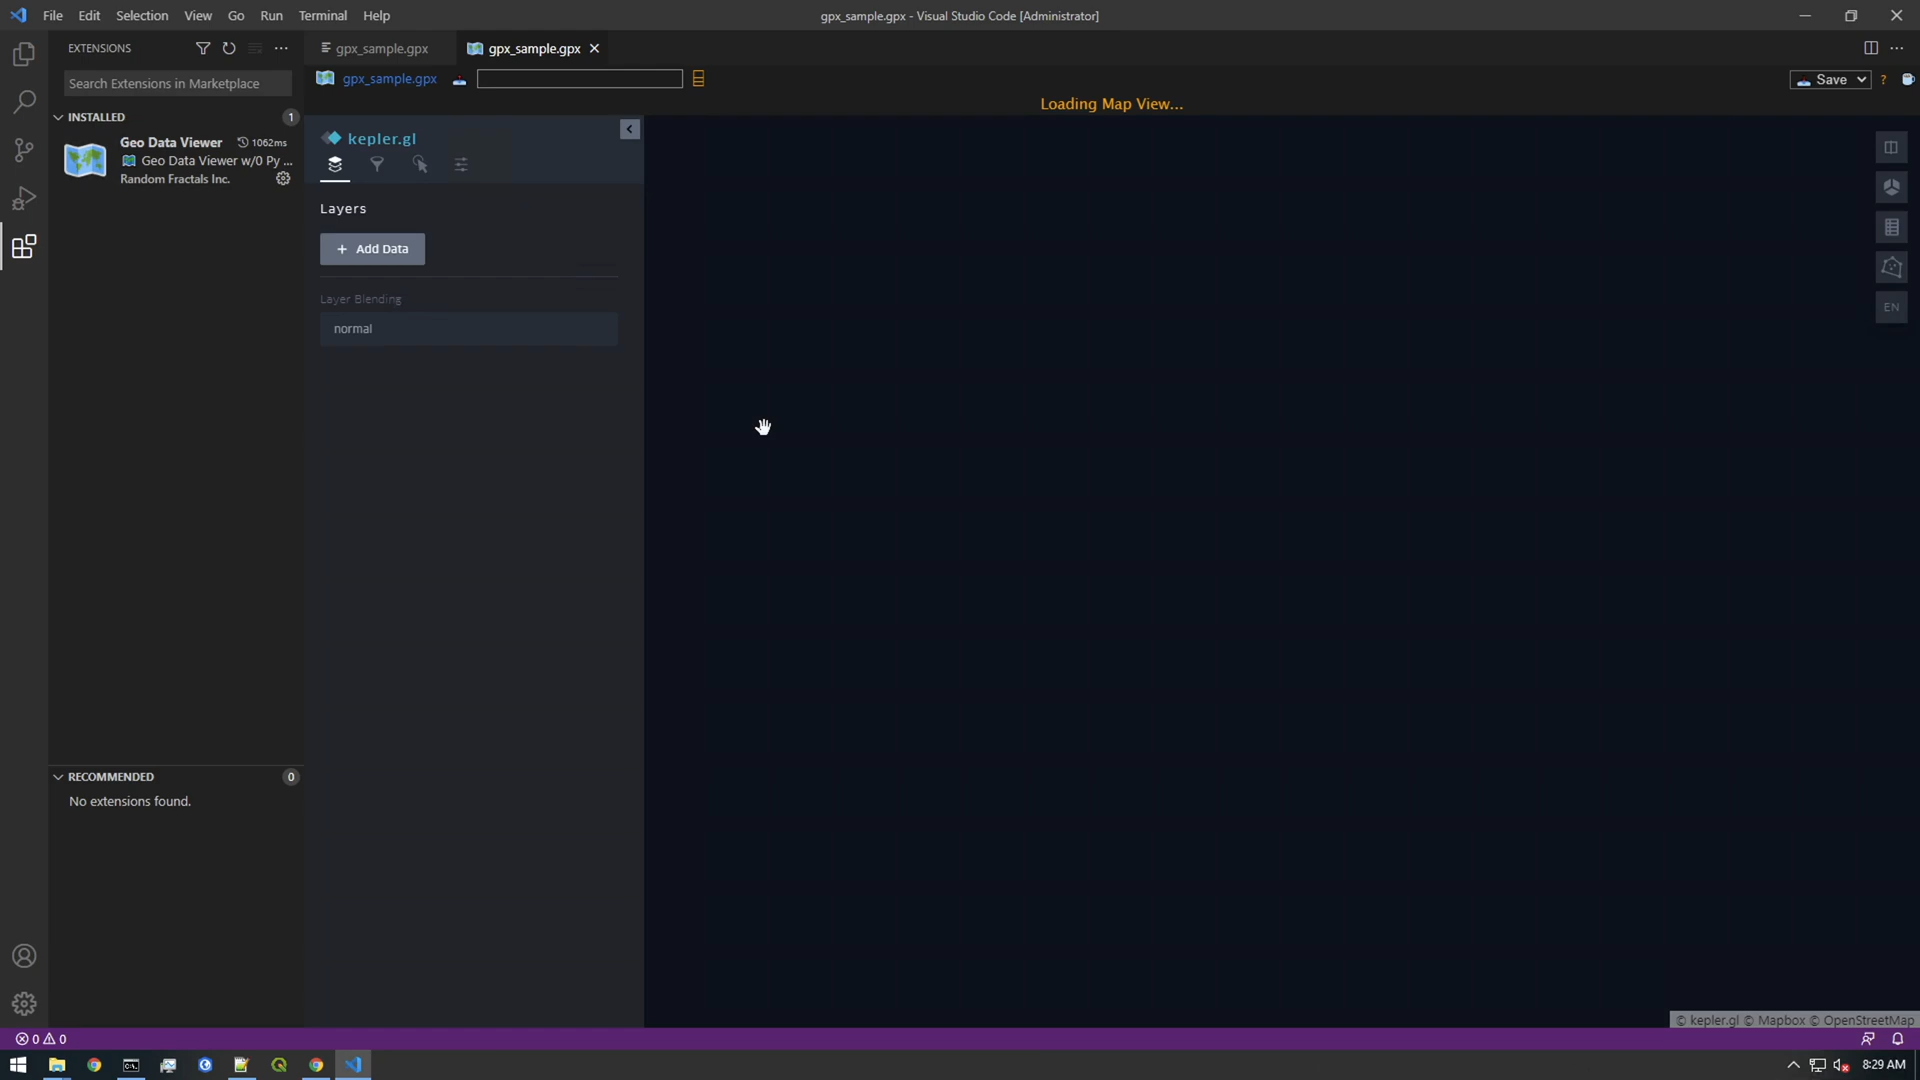 File Edit Selection View Go Run Terminal Help
gpx_sample.gpx - Visual Studio Code [Administrator]
EXTENSIONS
gpx_sample.gpx
gpx_sample.gpx
Search Extensions in Marketplace
gpx_sample.gpx
Save
?
Loading Map View...
INSTALLED 1
Geo Data Viewer 1062ms
Geo Data Viewer w/0 Py ...
Random Fractals Inc.
kepler.gl
Layers
+ Add Data
Layer Blending
normal
EN
RECOMMENDED 0
No extensions found.
© kepler.gl © Mapbox © OpenStreetMap
0 0
8:29 AM